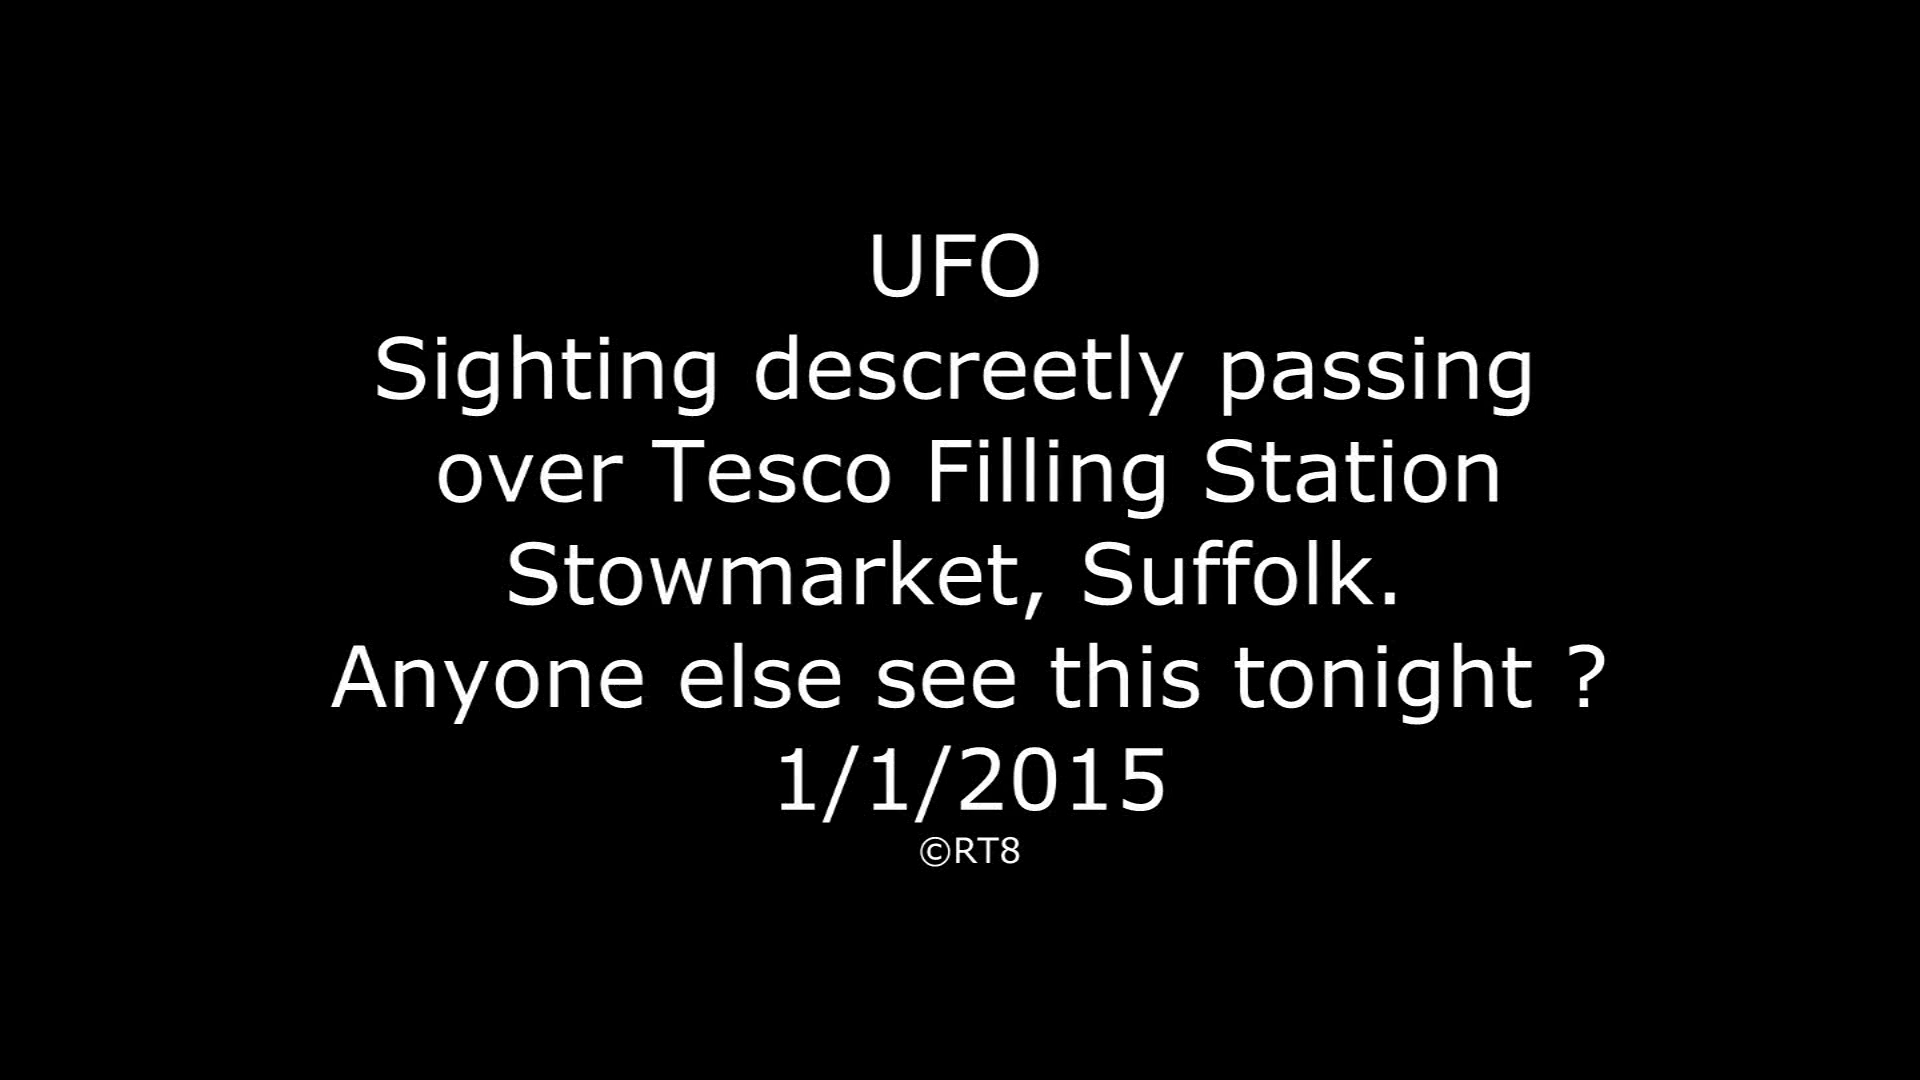 UFO
Sighting descreetly passing
over Tesco Filling Station
Stowmarket, Suffolk.
Anyone else see this tonight ?
1/1/2015
©RT8